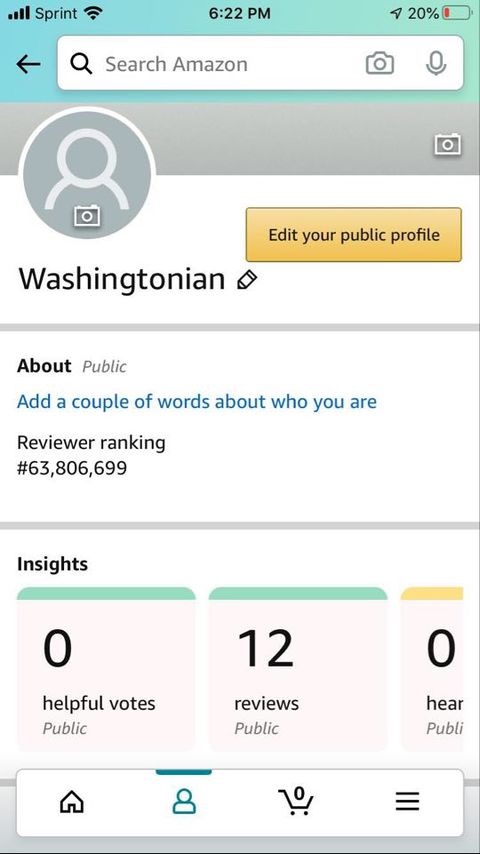 Sprint 6:22 PM 20%
Search Amazon
Edit your public profile
Washingtonian
About Public
Add a couple of words about who you are
Reviewer ranking
#63,806,699
Insights
0 12 0
helpful votes reviews hear
Public Public Publi
0